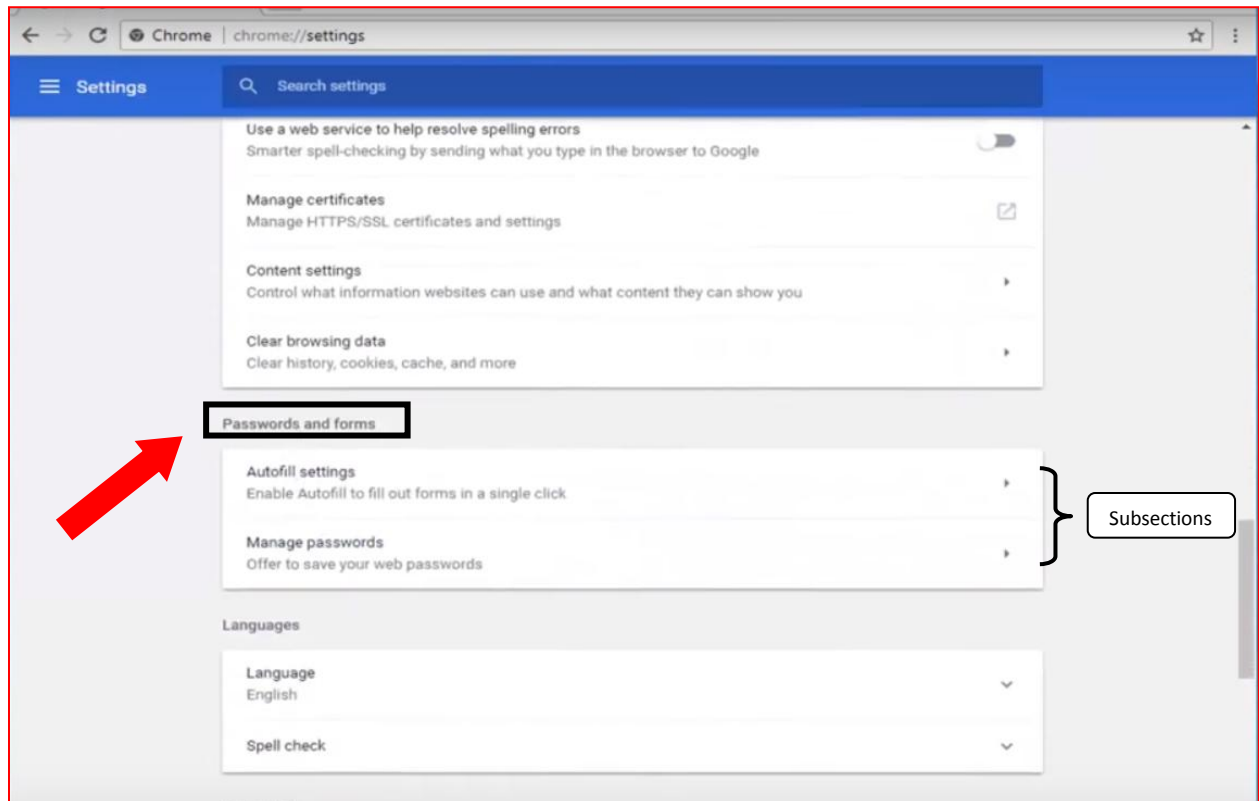 Chrome | chrome://settings
Settings
Search settings
Use a web service to help resolve spelling errors
Smarter spell-checking by sending what you type in the browser to Google
Manage certificates
Manage HTTPS/SSL certificates and settings
Content settings
Control what information websites can use and what content they can show you
Clear browsing data
Clear history, cookies, cache, and more
Passwords and forms
Autofill settings
Enable Autofill to fill out forms in a single click
Subsections
Manage passwords
Offer to save your web passwords
Languages
Language
English
Spell check